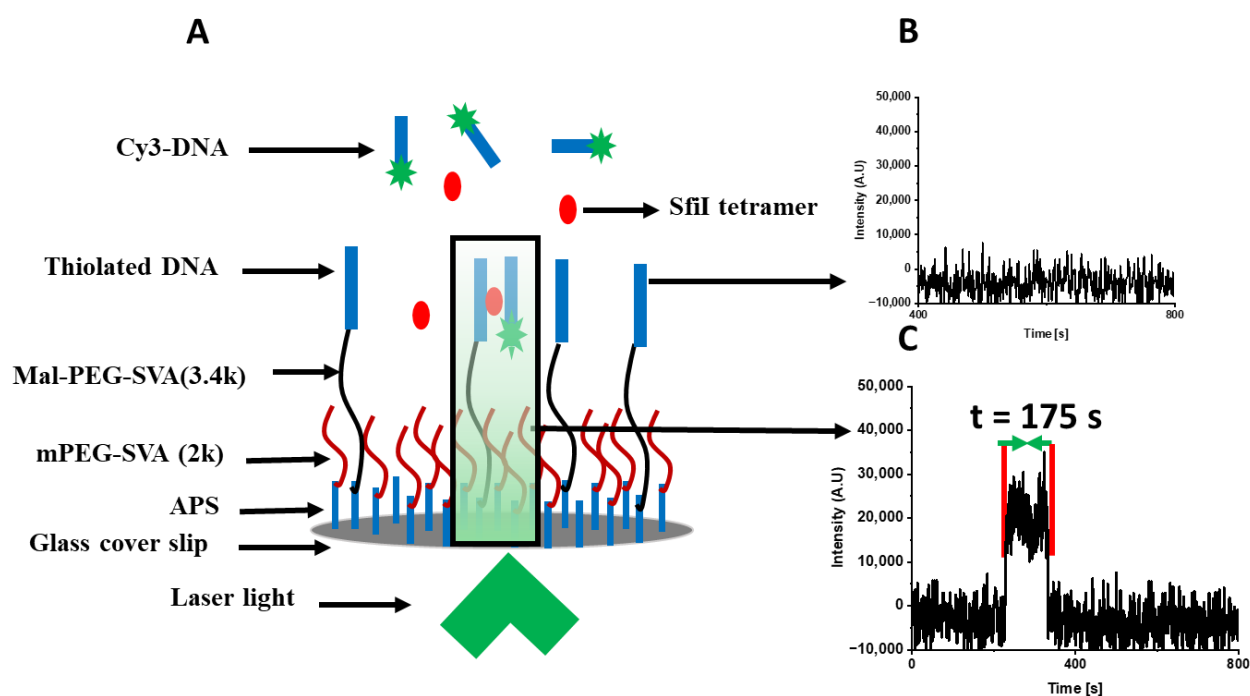 A
Cy3-DNA
SfiI tetramer
Thiolated DNA
Mal-PEG-SVA(3.4k)
mPEG-SVA (2k)
APS
Glass cover slip
Laser light
B
50,000
40,000
30,000
20,000
10,000
0
−10,000
Intensity (A.U)
400
800
Time [s]
C
50,000
40,000
30,000
20,000
10,000
0
−10,000
Intensity (A.U)
t = 175 s
0
400
800
Time [s]